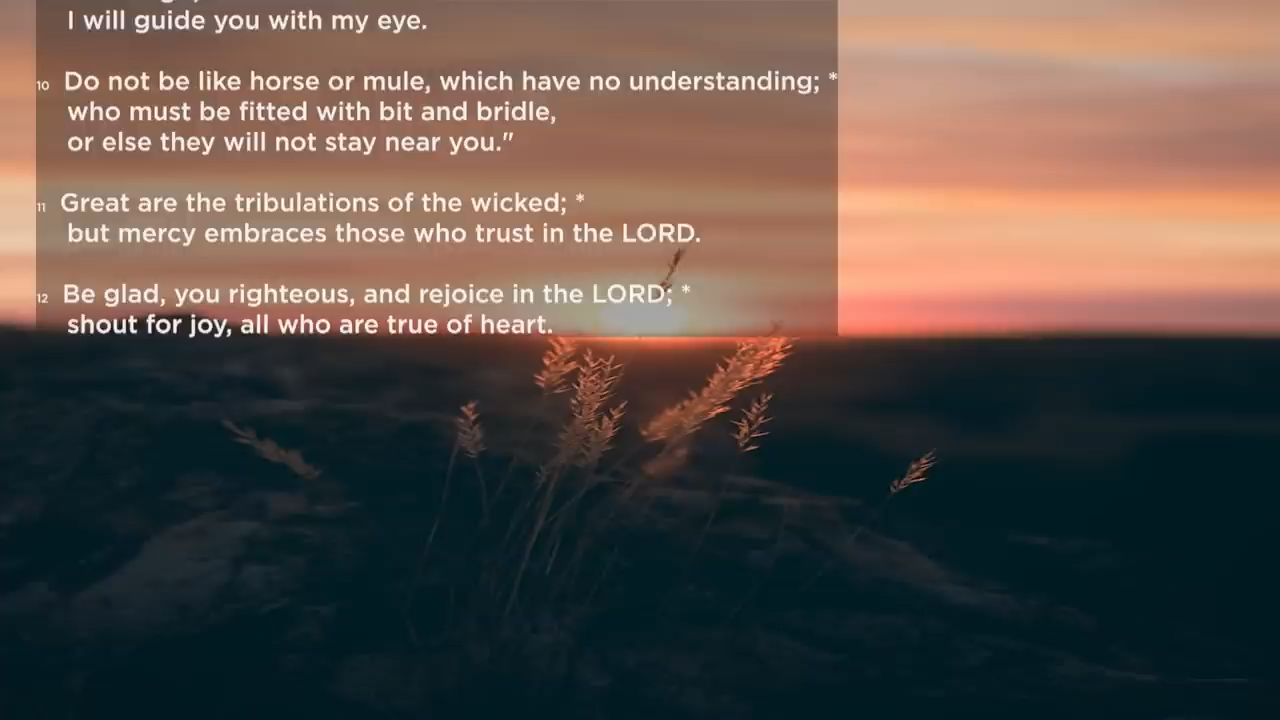 I will guide you with my eye.
10 Do not be like horse or mule, which have no understanding; *
who must be fitted with bit and bridle,
or else they will not stay near you."
11 Great are the tribulations of the wicked; *
but mercy embraces those who trust in the LORD.
12 Be glad, you righteous, and rejoice in the LORD; *
shout for joy, all who are true of heart.